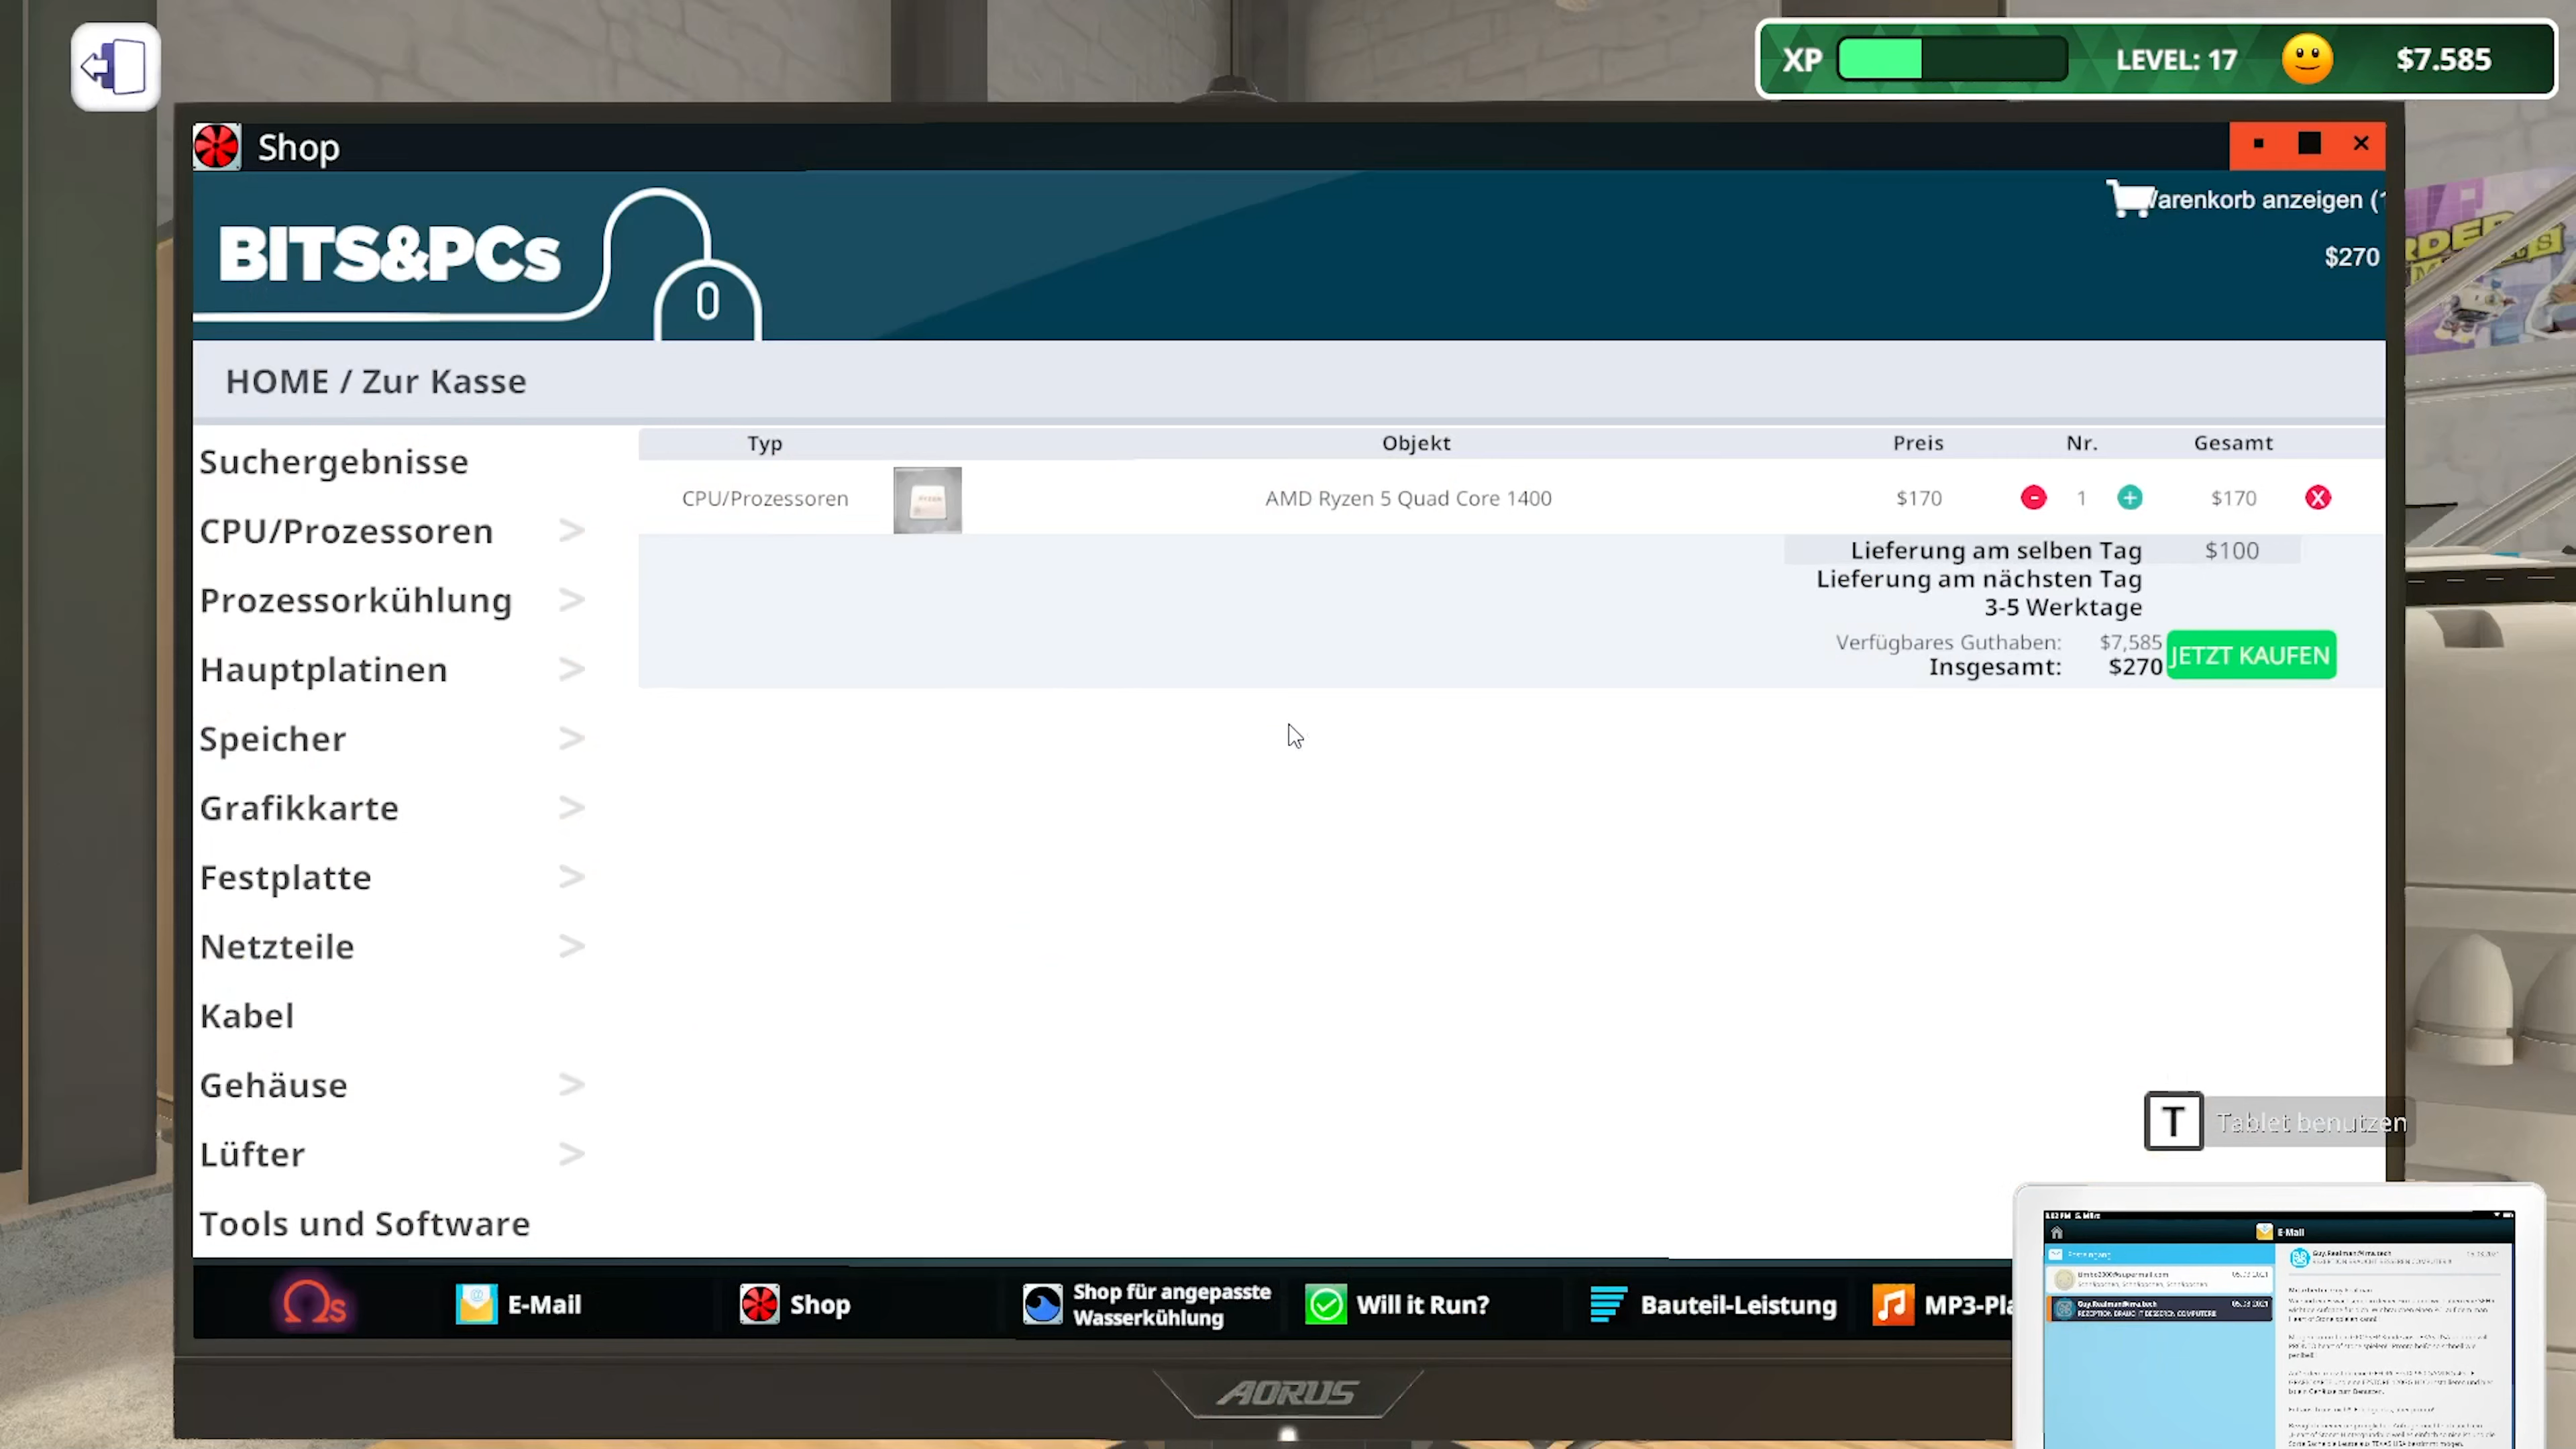 XP
LEVEL: 17
$7.585
Shop
BITS&PCs
arenkorb anzeigen (1
$270
HOME / Zur Kasse
Suchergebnisse
CPU/Prozessoren >
Prozessorkühlung >
Hauptplatinen >
Speicher >
Grafikkarte >
Festplatte >
Netzteile >
Kabel
Gehäuse >
Lüfter >
Tools und Software
Typ Objekt Preis Nr. Gesamt
CPU/Prozessoren AMD Ryzen 5 Quad Core 1400 $170 - 1 + $170 X
Lieferung am selben Tag $100
Lieferung am nächsten Tag
3-5 Werktage
Verfügbares Guthaben: $7,585
Insgesamt: $270
JETZT KAUFEN
T Tablet benutzen
Ωs
E-Mail
Shop
Shop für angepasste
Wasserkühlung
Will it Run?
Bauteil-Leistung
MP3-Pla
AORUS
E-Mail